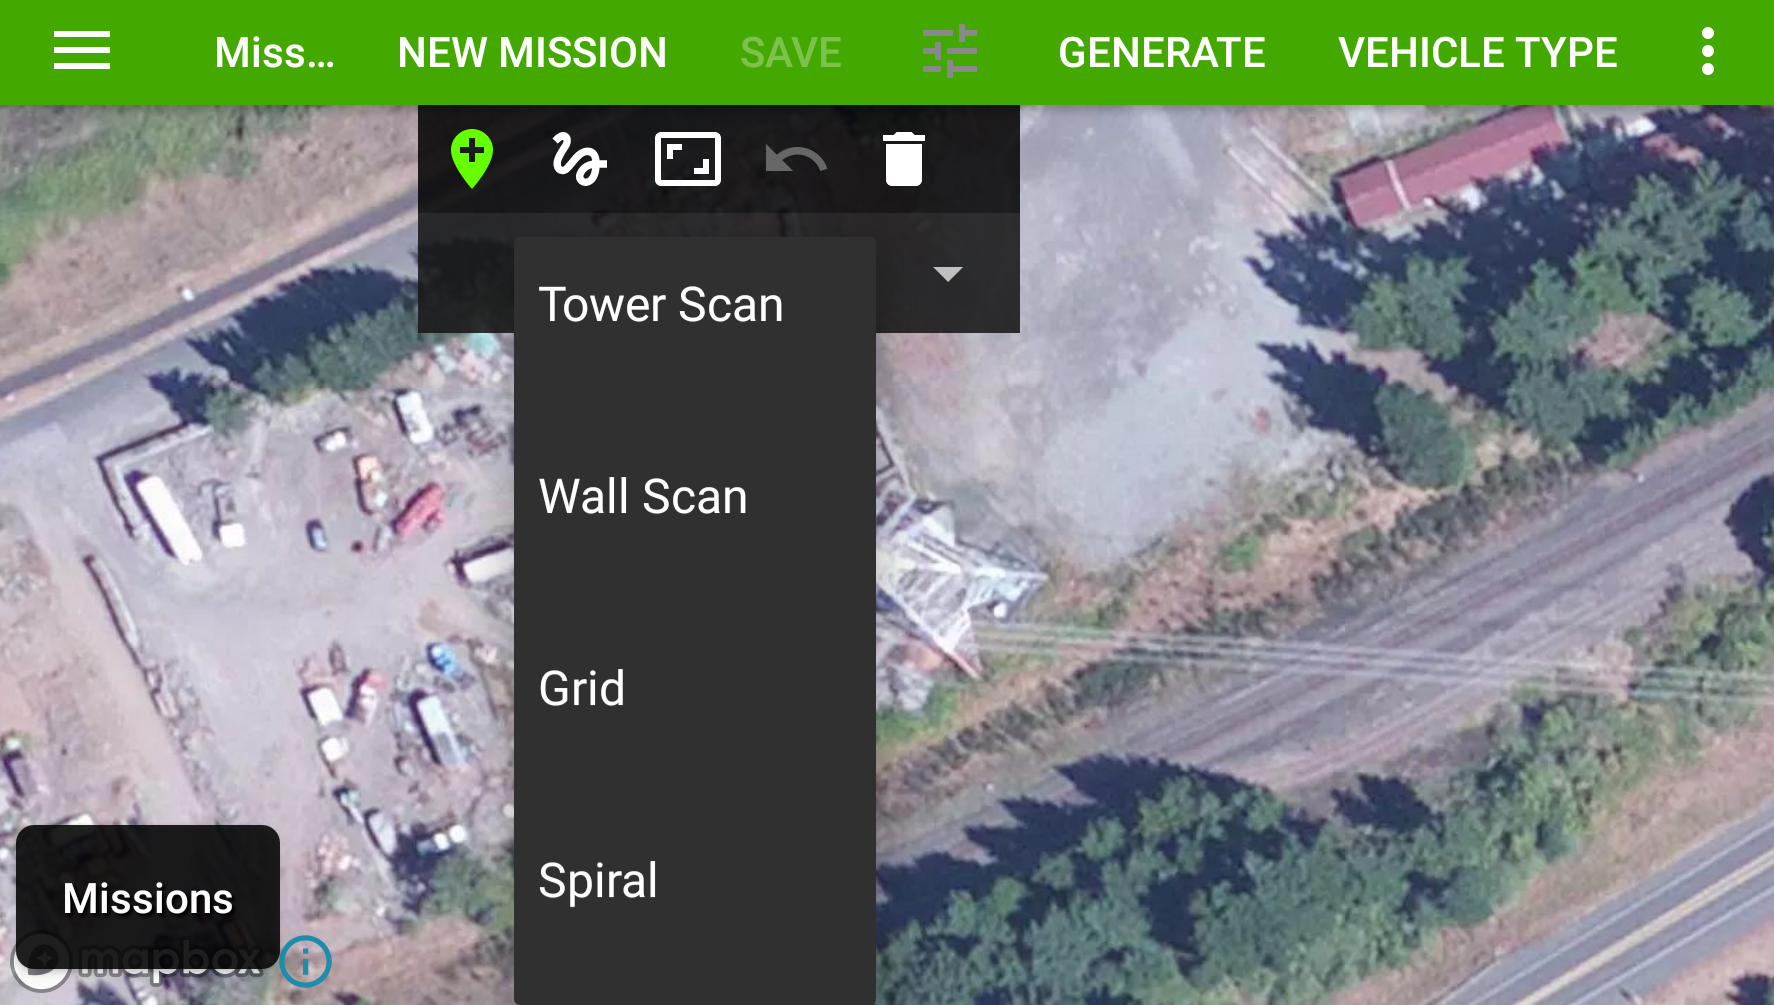 Miss... NEW MISSION SAVE GENERATE VEHICLE TYPE
Tower Scan
Wall Scan
Grid
Spiral
Missions
mapbox